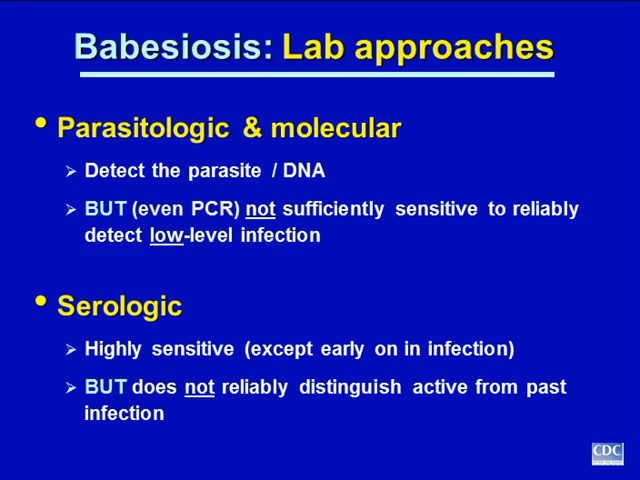 Babesiosis: Lab approaches
• Parasitologic & molecular
➢ Detect the parasite / DNA
➢ BUT (even PCR) not sufficiently sensitive to reliably
detect low-level infection
• Serologic
➢ Highly sensitive (except early on in infection)
➢ BUT does not reliably distinguish active from past
infection
CDC